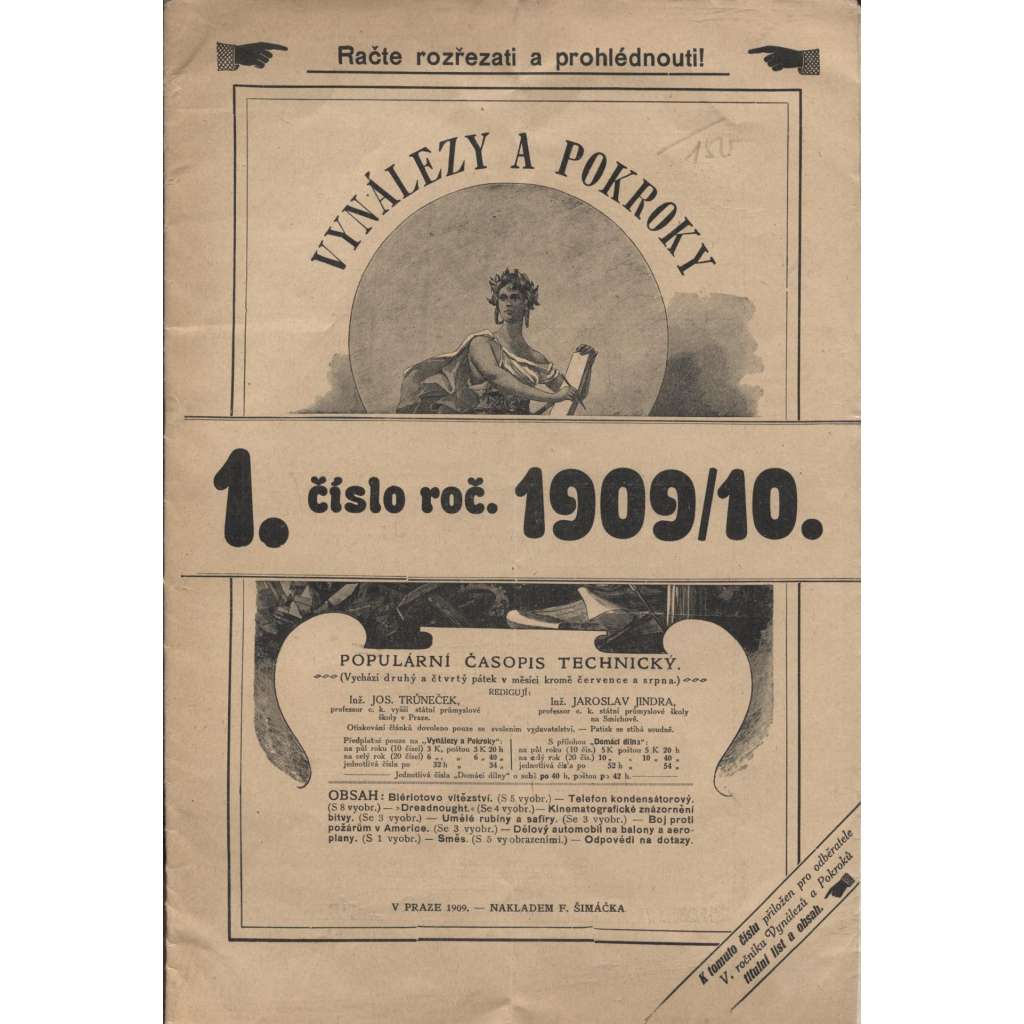 Račte rozřezati a prohlédnouti!
VYNÁLEZY A POKROKY
1. číslo roč. 1909/10.
POPULÁRNÍ ČASOPIS TECHNICKÝ.
(Vychází druhý a čtvrtý pátek v měsíci kromě července a srpna.)
REDIGUJÍ:
Inž. JOS. TRŮNEČEK,
professor c. k. vyšší státní průmyslové
školy v Praze.
Inž. JAROSLAV JINDRA,
professor c. k. státní průmyslové školy
na Smíchově.
Otiskování článků dovoleno pouze se svolením vydavatelství. — Patisk se stíhá soudně.
Předplatné pouze na „Vynálezy a Pokroky“:
na půl roku (10 čísel) 3 K, poštou 3 K 20 h
na celý rok (20 čísel) 6 „ „ 6 „ 40 „
jednotlivá čísla po 32 h „ 34 „
S přílohou „Domácí dílna“:
na půl roku (10 čís.) 5 K poštou 5 K 20 h
na celý rok (20 čís.) 10 „ „ 10 „ 40 „
jednotlivá čísla po 52 h „ 54 „
Jednotlivá čísla „Domácí dílny“ o sobě po 40 h, poštou po 42 h.
OBSAH: Blériotovo vítězství. (S 5 vyobr.) — Telefon kondensátorový.
(S 8 vyobr.) — »Dreadnought.« (Se 4 vyobr.) — Kinematografické znázornění
bitvy. (Se 3 vyobr.) — Umělé rubíny a safíry. (Se 3 vyobr.) — Boj proti
požárům v Americe. (Se 3 vyobr.) — Dělový automobil na balony a aero-
plany. (S 1 vyobr.) — Směs. (S 5 vyobrazeními.) — Odpovědi na dotazy.
V PRAZE 1909. — NAKLADEM F. ŠIMÁČKA
K tomuto číslu přiložen pro odběratele
V. ročníku Vynálezů a Pokroků
titulní list a obsah.